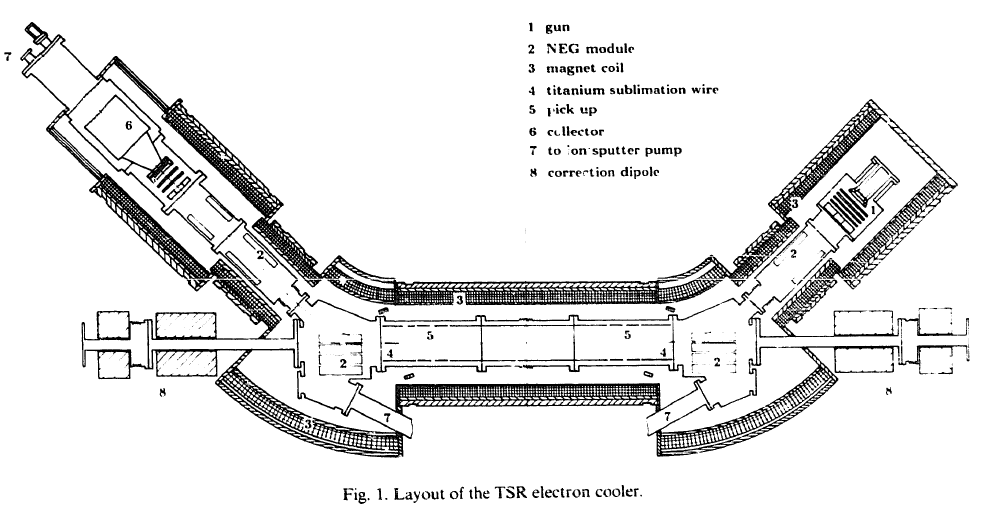 1 gun
2 NEG module
3 magnet coil
4 titanium sublimation wire
5 pick up
6 collector
7 to ion sputter pump
8 correction dipole
7
6
3
1
2
2
3
5
5
4
4
2
2
8
8
7
7
3
Fig. 1. Layout of the TSR electron cooler.